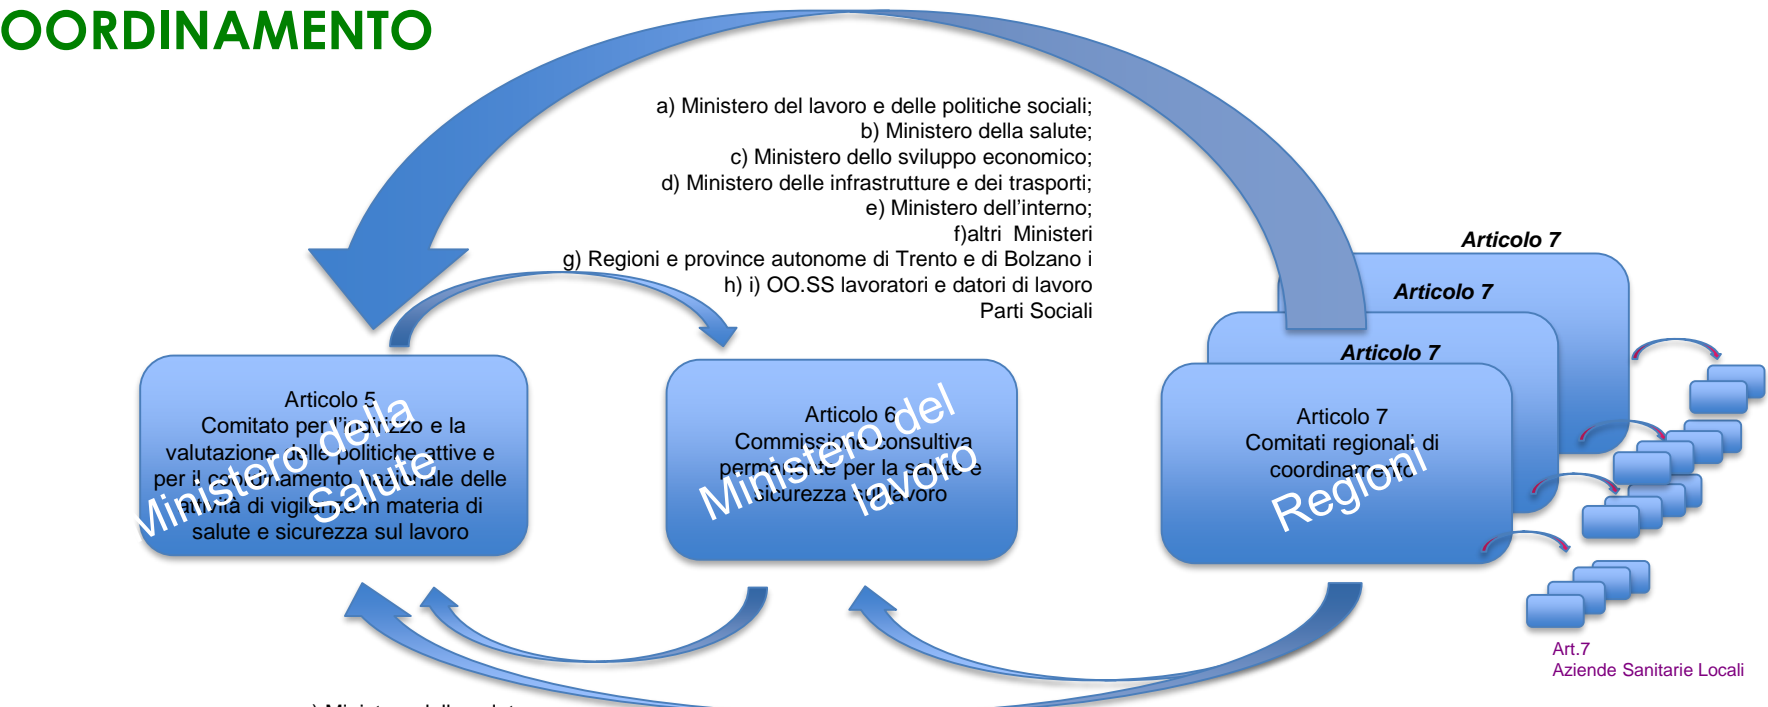 OORDINAMENTO
a) Ministero del lavoro e delle politiche sociali;
b) Ministero della salute;
c) Ministero dello sviluppo economico;
d) Ministero delle infrastrutture e dei trasporti;
e) Ministero dell'interno;
f)altri Ministeri
g) Regioni e province autonome di Trento e di Bolzano i
h) i) OO.SS lavoratori e datori di lavoro
Parti Sociali
Articolo 7
Articolo 7
Articolo 7
Articolo 5
Comitato per l'indirizzo e la
valutazione delle politiche attive e
per il coordinamento nazionale delle
attività di vigilanza in materia di
salute e sicurezza sul lavoro
Ministero della
Salute
Articolo 6
Commissione consultiva
permanente per la salute e
sicurezza sul lavoro
Ministero del
lavoro
Articolo 7
Comitati regionali di
coordinamento
Regioni
Art.7
Aziende Sanitarie Locali